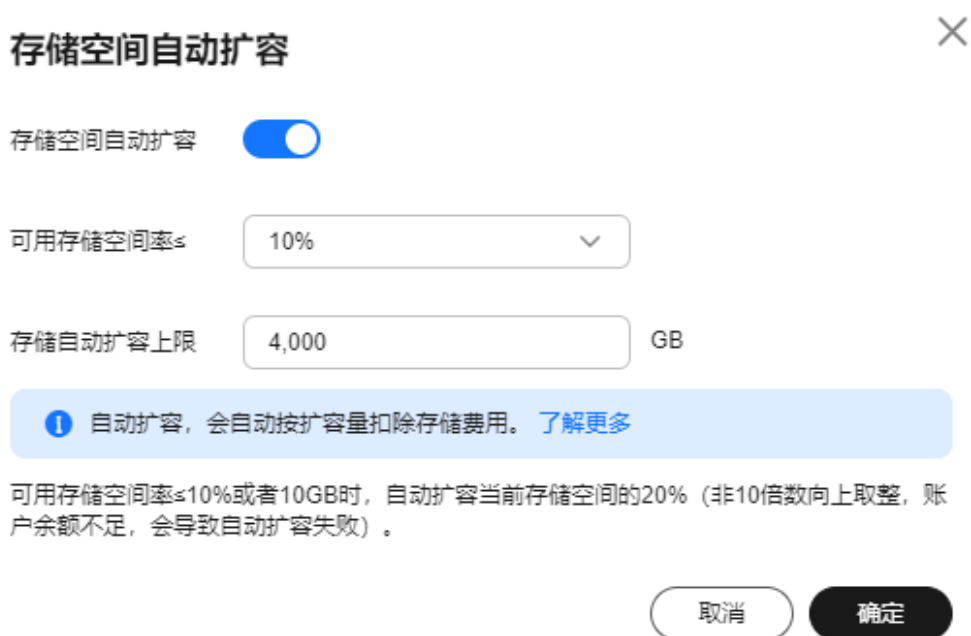 存储空间自动扩容
存储空间自动扩容
可用存储空间率≤ 10%
存储自动扩容上限 4,000 GB
自动扩容，会自动按扩容量扣除存储费用。 了解更多
可用存储空间率≤10%或者10GB时，自动扩容当前存储空间的20%（非10倍数向上取整，账
户余额不足，会导致自动扩容失败）。
取消 确定